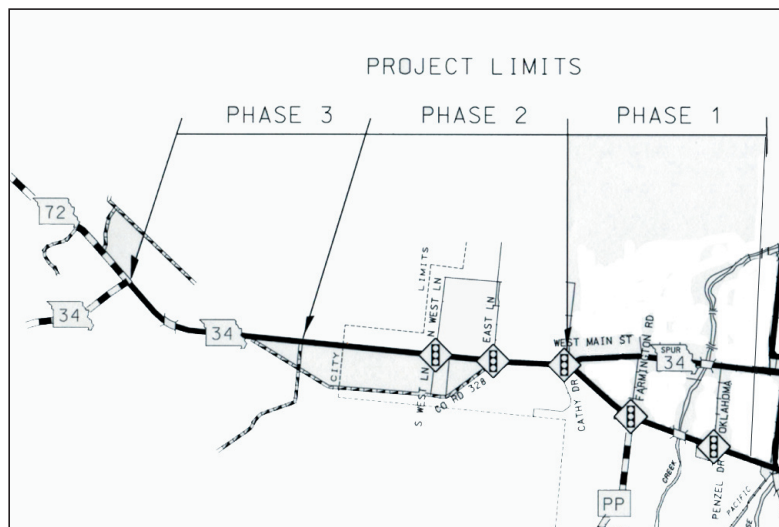 PROJECT LIMITS
PHASE 3
PHASE 2
PHASE 1
72
34
34
CITY
LIMITS
N WEST LN
S WEST LN
EAST LN
CO RD 328
WEST MAIN ST
CATHY DR
FARMINGTON RD
SPUR
34
OKLAHOMA
PENZEL DR
CREEK
PACIFIC
PP